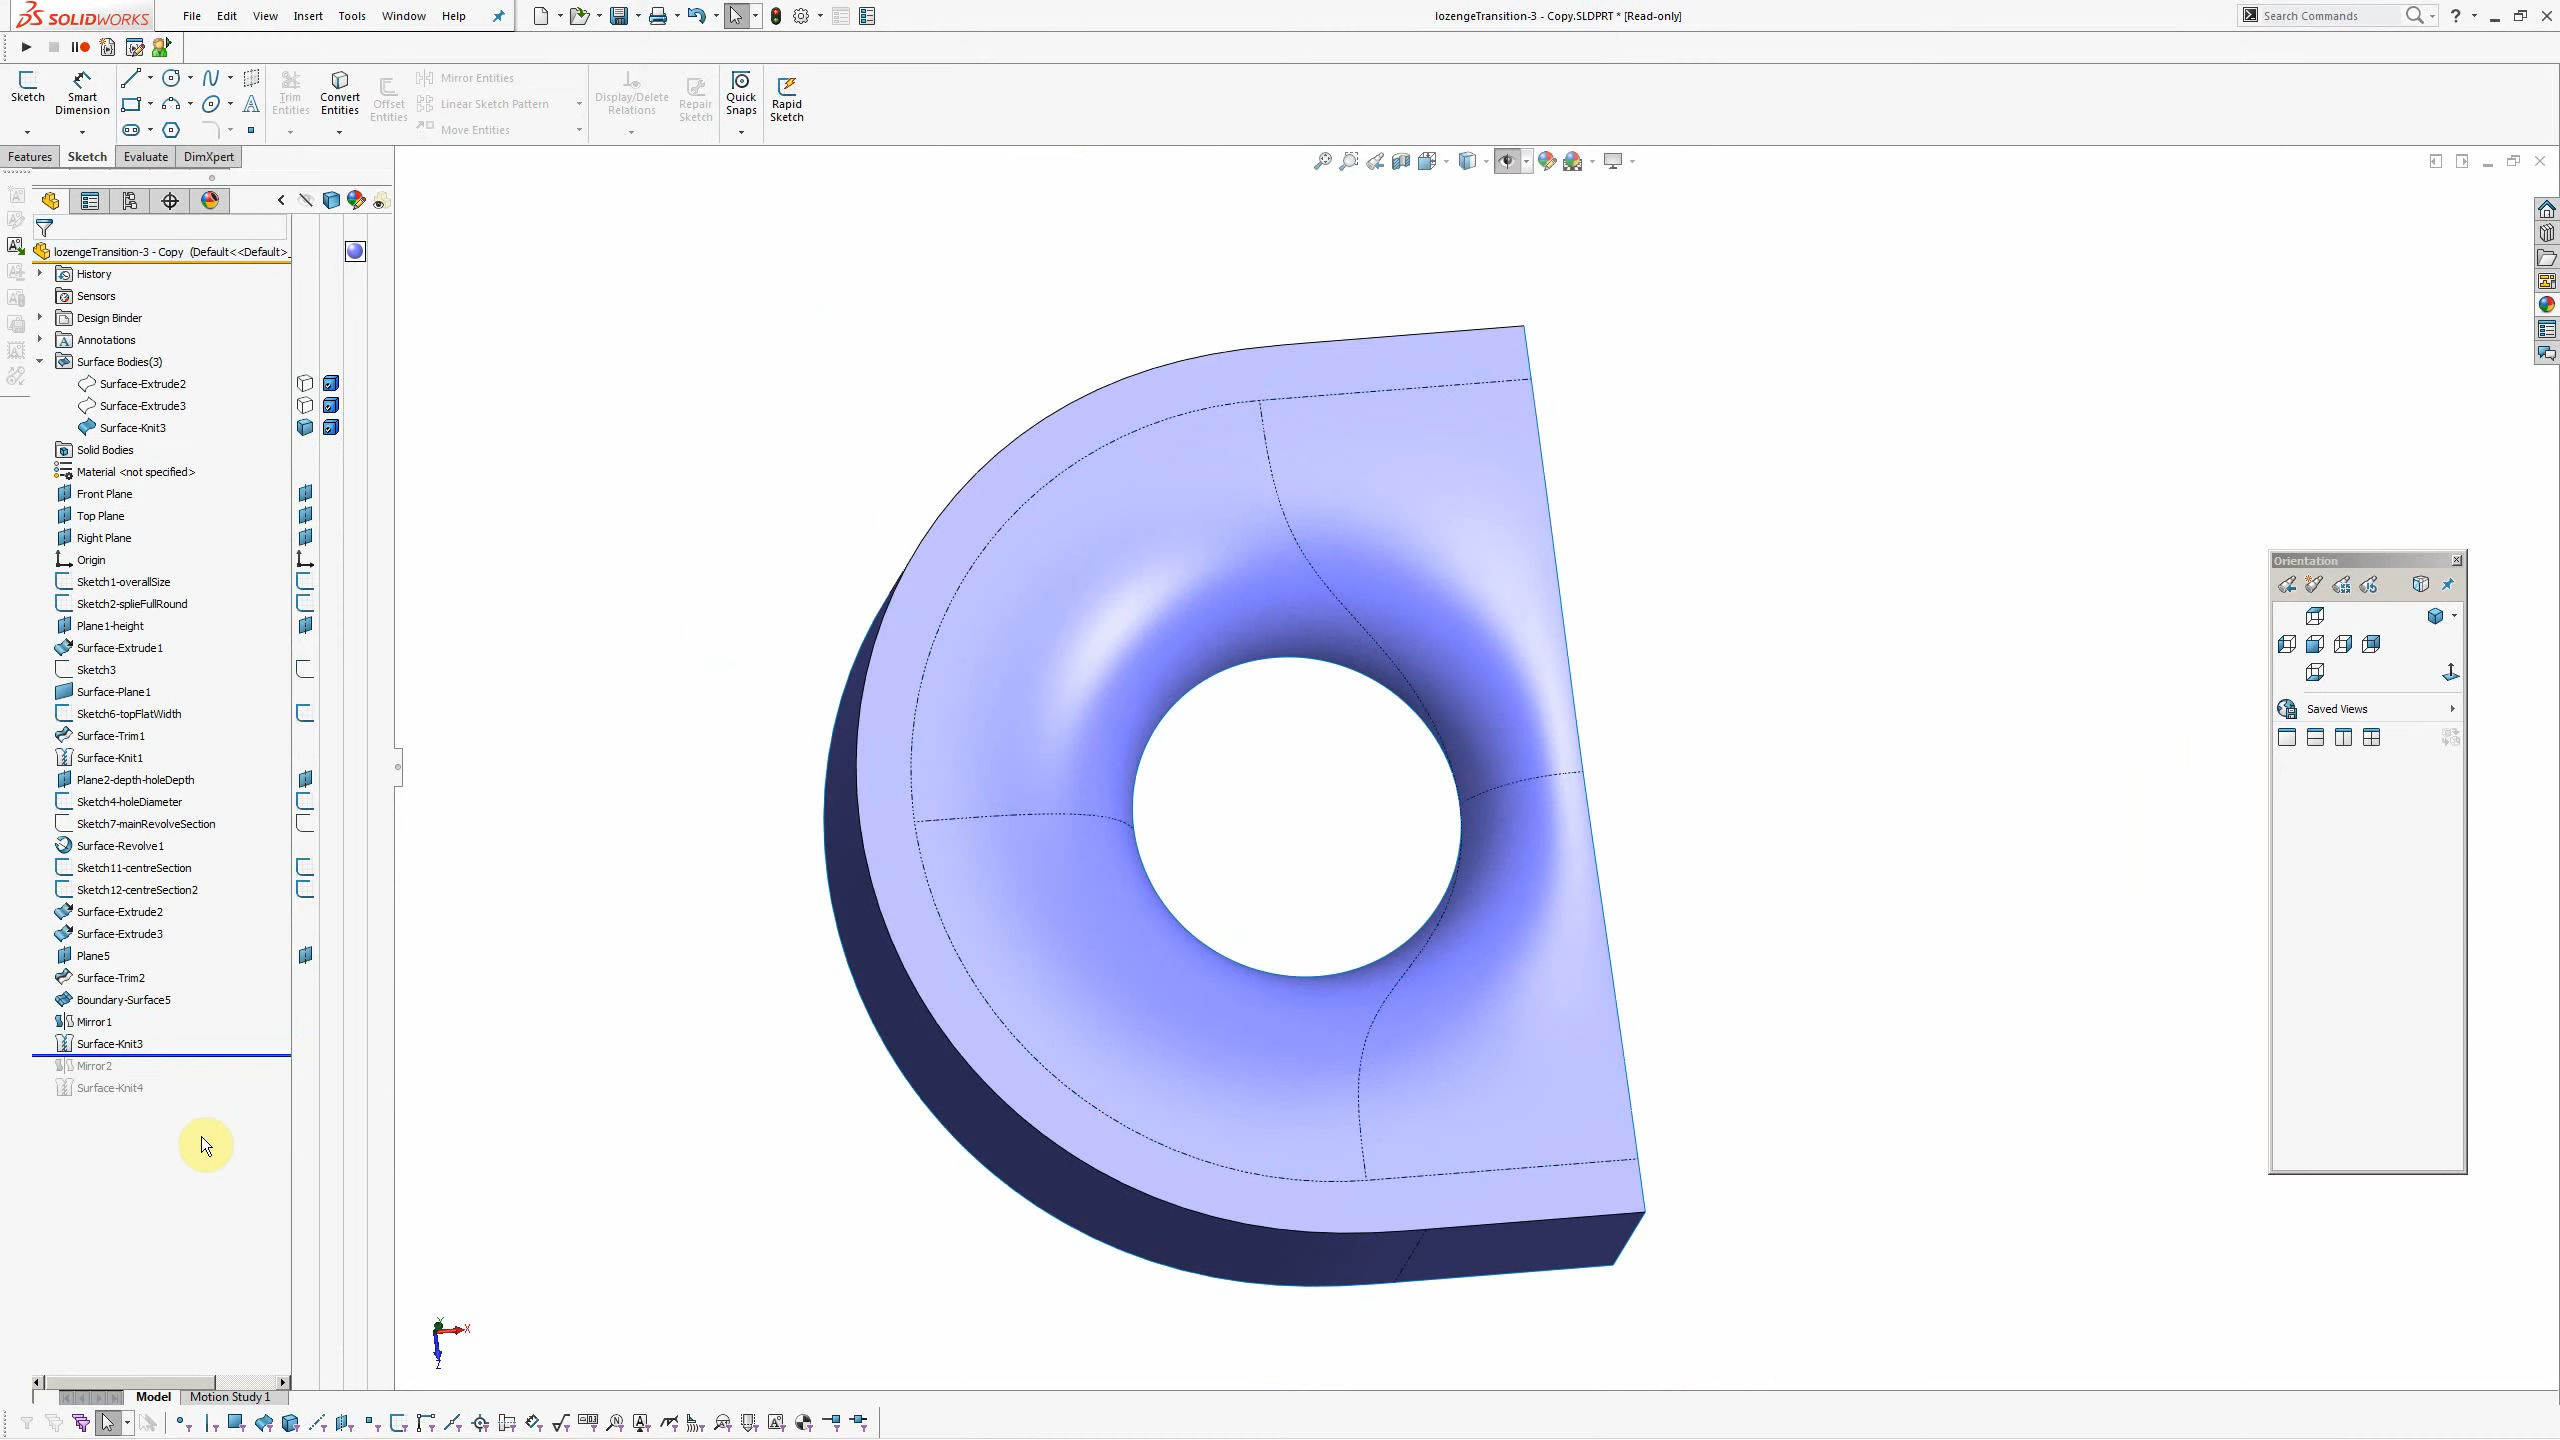 SOLIDWORKS File Edit View Insert Tools Window Help lozengeTransition-3 - Copy.SLDPRT * [Read-only] Search Commands ?
Sketch Smart Dimension Trim Entities Convert Entities Offset Entities Mirror Entities Linear Sketch Pattern Move Entities Display/Delete Relations Repair Sketch Quick Snaps Rapid Sketch
Features Sketch Evaluate DimXpert
lozengeTransition-3 - Copy (Default<<Default>_
History
Sensors
Design Binder
Annotations
Surface Bodies(3)
Surface-Extrude2
Surface-Extrude3
Surface-Knit3
Solid Bodies
Material <not specified>
Front Plane
Top Plane
Right Plane
Origin
Sketch1-overallSize
Sketch2-splieFullRound
Plane1-height
Surface-Extrude1
Sketch3
Surface-Plane1
Sketch6-topFlatWidth
Surface-Trim1
Surface-Knit1
Plane2-depth-holeDepth
Sketch4-holeDiameter
Sketch7-mainRevolveSection
Surface-Revolve1
Sketch11-centreSection
Sketch12-centreSection2
Surface-Extrude2
Surface-Extrude3
Plane5
Surface-Trim2
Boundary-Surface5
Mirror1
Surface-Knit3
Mirror2
Surface-Knit4
Orientation
Saved Views
Y
X
Z
Model Motion Study 1